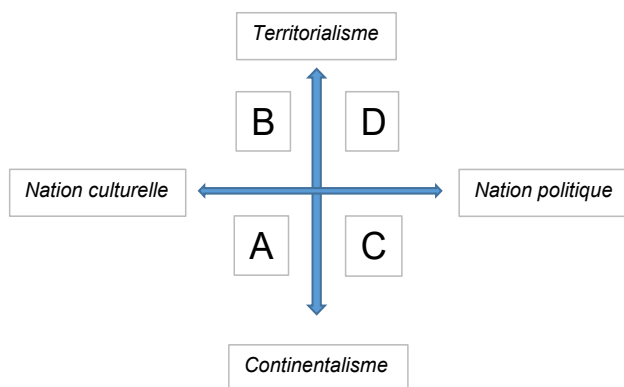 Territorialisme
B
D
Nation culturelle
Nation politique
A
C
Continentalisme